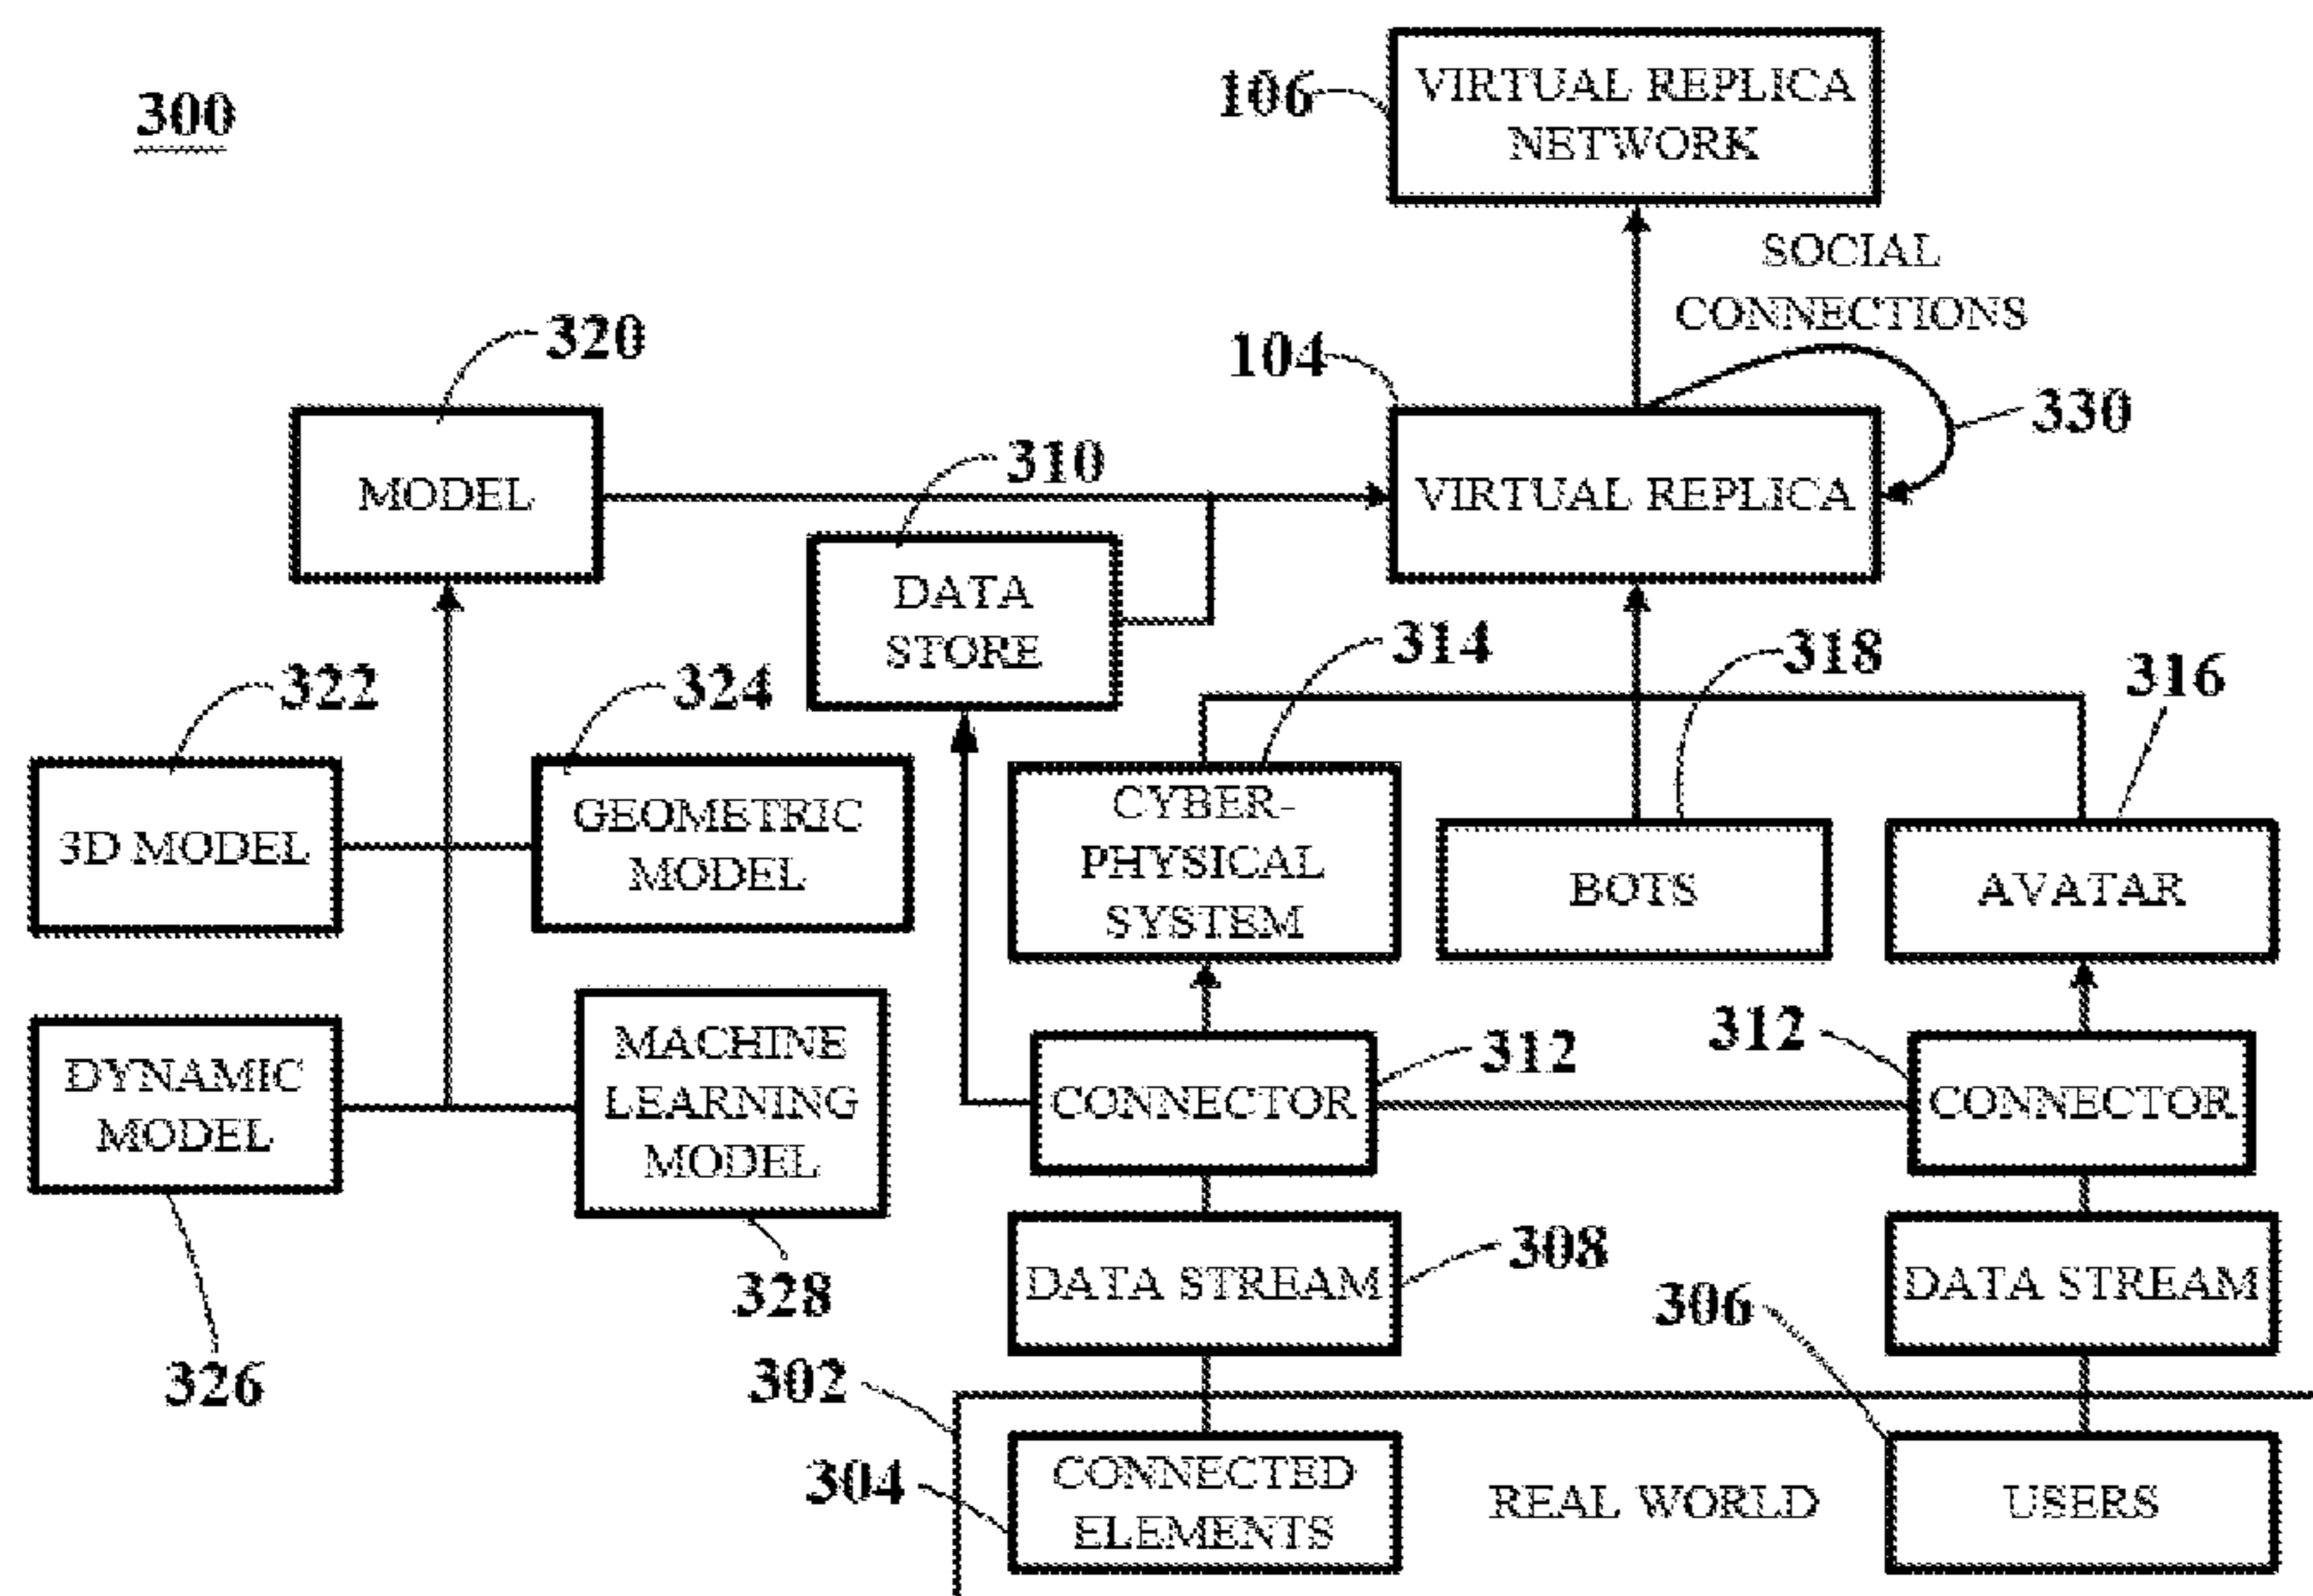 300
106
VIRTUAL REPLICA
NETWORK
SOCIAL
CONNECTIONS
320
104
330
MODEL
310
VIRTUAL REPLICA
DATA
STORE
314
318
316
322
324
3D MODEL
GEOMETRIC
MODEL
CYBER-
PHYSICAL
SYSTEM
BOTS
AVATAR
DYNAMIC
MODEL
MACHINE
LEARNING
MODEL
CONNECTOR
312
312
CONNECTOR
328
326
DATA STREAM
308
306
DATA STREAM
302
304
CONNECTED
ELEMENTS
REAL WORLD
USERS